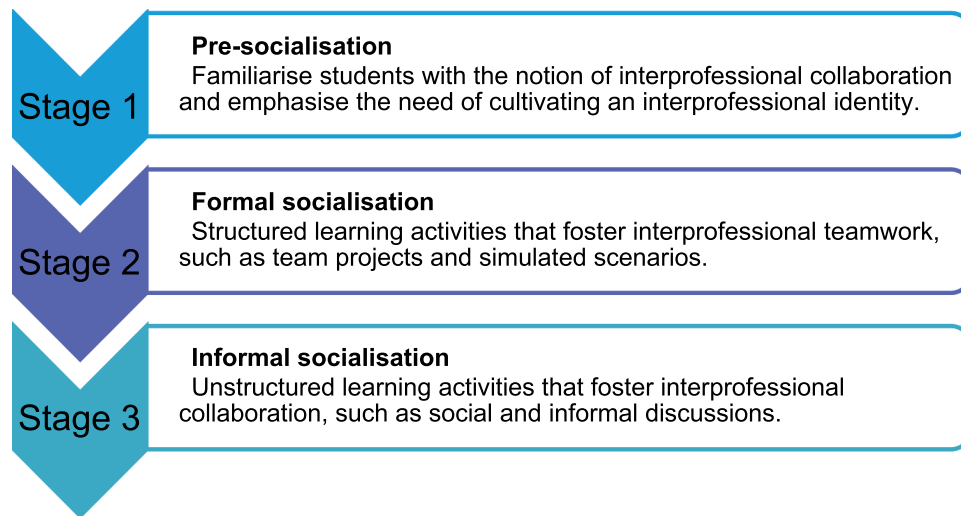 Stage 1
Pre-socialisation
Familiarise students with the notion of interprofessional collaboration
and emphasise the need of cultivating an interprofessional identity.
Stage 2
Formal socialisation
Structured learning activities that foster interprofessional teamwork,
such as team projects and simulated scenarios.
Stage 3
Informal socialisation
Unstructured learning activities that foster interprofessional
collaboration, such as social and informal discussions.